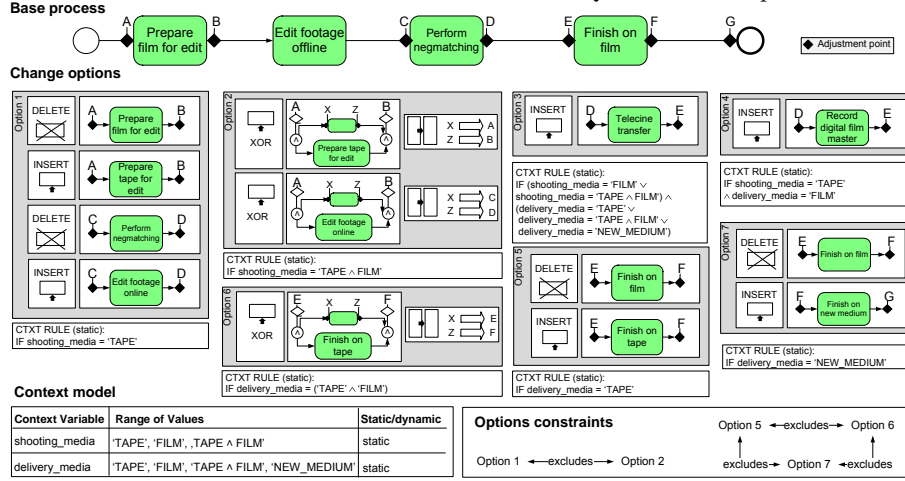 Base process
A Prepare film for edit B Edit footage offline C Perform negmatching D E Finish on film F G
Adjustment point
Change options
Option 1
DELETE
A Prepare film for edit B
INSERT
A Prepare tape for edit B
DELETE
C Perform negmatching D
INSERT
C Edit footage online D
CTXT RULE (static):
IF shooting_media = 'TAPE'
Option 2
XOR
A X Z B
Prepare tape for edit
X A
Z B
XOR
A X Z B
Edit footage online
X C
Z D
CTXT RULE (static):
IF shooting_media = 'TAPE ∧ FILM'
Option 6
XOR
E X Z F
Finish on tape
X E
Z F
CTXT RULE (static):
IF delivery_media = ('TAPE' ∧ 'FILM')
Option 3
INSERT
D Telecine transfer E
CTXT RULE (static):
IF (shooting_media = 'FILM' ∨
shooting_media = 'TAPE ∧ FILM') ∧
(delivery_media = 'TAPE' ∨
delivery_media = 'TAPE ∧ FILM' ∨
delivery_media = 'NEW_MEDIUM')
Option 5
DELETE
E Finish on film F
INSERT
E Finish on tape F
CTXT RULE (static):
IF delivery_media = 'TAPE'
Option 4
INSERT
D Record digital film master E
CTXT RULE (static):
IF shooting_media = 'TAPE'
∧ delivery_media = 'FILM'
Option 7
DELETE
E Finish on film F
INSERT
F Finish on new medium G
CTXT RULE (static):
IF delivery_media = 'NEW_MEDIUM'
Context model
Context Variable Range of Values Static/dynamic
shooting_media 'TAPE', 'FILM', ,TAPE ∧ FILM' static
delivery_media 'TAPE', 'FILM', 'TAPE ∧ FILM', 'NEW_MEDIUM' static
Options constraints
Option 1 excludes Option 2
Option 5 excludes Option 6
excludes Option 7 excludes